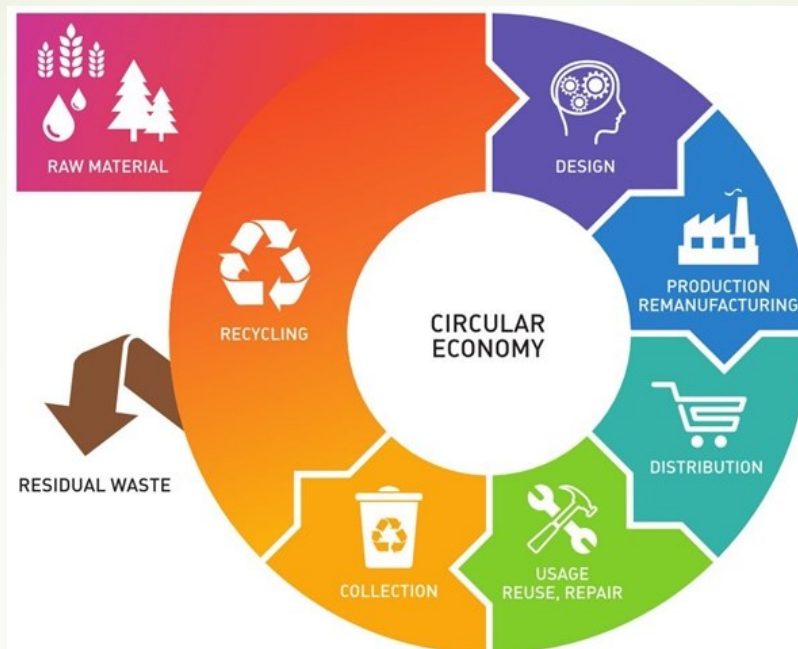 RAW MATERIAL
DESIGN
PRODUCTION
REMANUFACTURING
DISTRIBUTION
USAGE
REUSE, REPAIR
COLLECTION
RECYCLING
RESIDUAL WASTE
CIRCULAR
ECONOMY